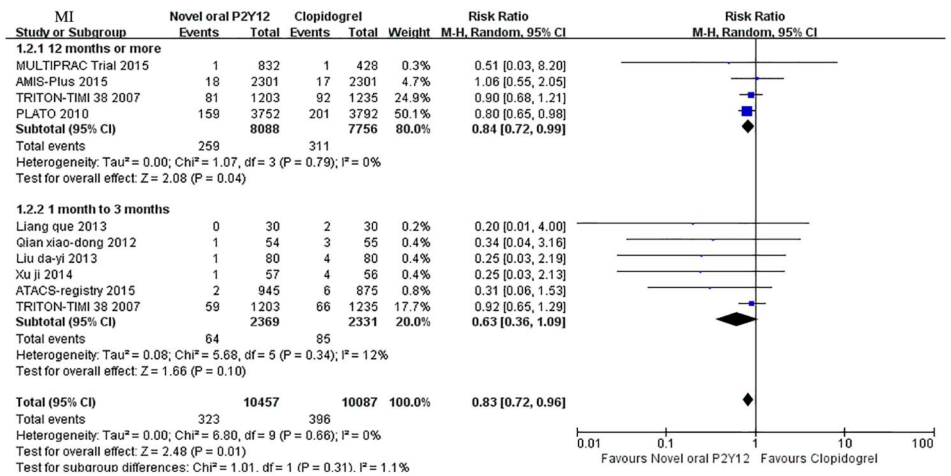 MI Novel oral P2Y12 Clopidogrel Risk Ratio Risk Ratio
Study or Subgroup Events Total Events Total Weight M-H, Random, 95% CI M-H, Random, 95% CI
1.2.1 12 months or more
MULTIPRAC Trial 2015 1 832 1 428 0.3% 0.51 [0.03, 8.20]
AMIS-Plus 2015 18 2301 17 2301 4.7% 1.06 [0.55, 2.05]
TRITON-TIMI 38 2007 81 1203 92 1235 24.9% 0.90 [0.68, 1.21]
PLATO 2010 159 3752 201 3792 50.1% 0.80 [0.65, 0.98]
Subtotal (95% CI) 8088 7756 80.0% 0.84 [0.72, 0.99]
Total events 259 311
Heterogeneity: Tau² = 0.00; Chi² = 1.07, df = 3 (P = 0.79); I² = 0%
Test for overall effect: Z = 2.08 (P = 0.04)
1.2.2 1 month to 3 months
Liang que 2013 0 30 2 30 0.2% 0.20 [0.01, 4.00]
Qian xiao-dong 2012 1 54 3 55 0.4% 0.34 [0.04, 3.16]
Liu da-yi 2013 1 80 4 80 0.4% 0.25 [0.03, 2.19]
Xu ji 2014 1 57 4 56 0.4% 0.25 [0.03, 2.13]
ATACS-registry 2015 2 945 6 875 0.8% 0.31 [0.06, 1.53]
TRITON-TIMI 38 2007 59 1203 66 1235 17.7% 0.92 [0.65, 1.29]
Subtotal (95% CI) 2369 2331 20.0% 0.63 [0.36, 1.09]
Total events 64 85
Heterogeneity: Tau² = 0.08; Chi² = 5.68, df = 5 (P = 0.34); I² = 12%
Test for overall effect: Z = 1.66 (P = 0.10)
Total (95% CI) 10457 10087 100.0% 0.83 [0.72, 0.96]
Total events 323 396
Heterogeneity: Tau² = 0.00; Chi² = 6.80, df = 9 (P = 0.66); I² = 0%
Test for overall effect: Z = 2.48 (P = 0.01)
Test for subgroup differences: Chi² = 1.01, df = 1 (P = 0.31), I² = 1.1%
0.01 0.1 1 10 100
Favours Novel oral P2Y12 Favours Clopidogrel